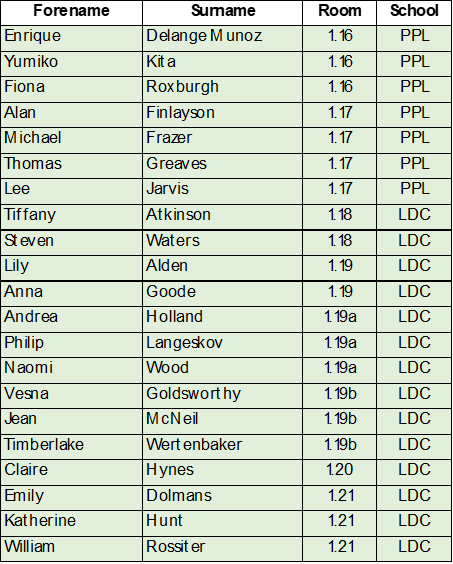 Forename Surname Room School
Enrique Delange Munoz 1.16 PPL
Yumiko Kita 1.16 PPL
Fiona Roxburgh 1.16 PPL
Alan Finlayson 1.17 PPL
Michael Frazer 1.17 PPL
Thomas Greaves 1.17 PPL
Lee Jarvis 1.17 PPL
Tiffany Atkinson 1.18 LDC
Steven Waters 1.18 LDC
Lily Alden 1.19 LDC
Anna Goode 1.19 LDC
Andrea Holland 1.19a LDC
Philip Langeskov 1.19a LDC
Naomi Wood 1.19a LDC
Vesna Goldsworthy 1.19b LDC
Jean McNeil 1.19b LDC
Timberlake Wertenbaker 1.19b LDC
Claire Hynes 1.20 LDC
Emily Dolmans 1.21 LDC
Katherine Hunt 1.21 LDC
William Rossiter 1.21 LDC